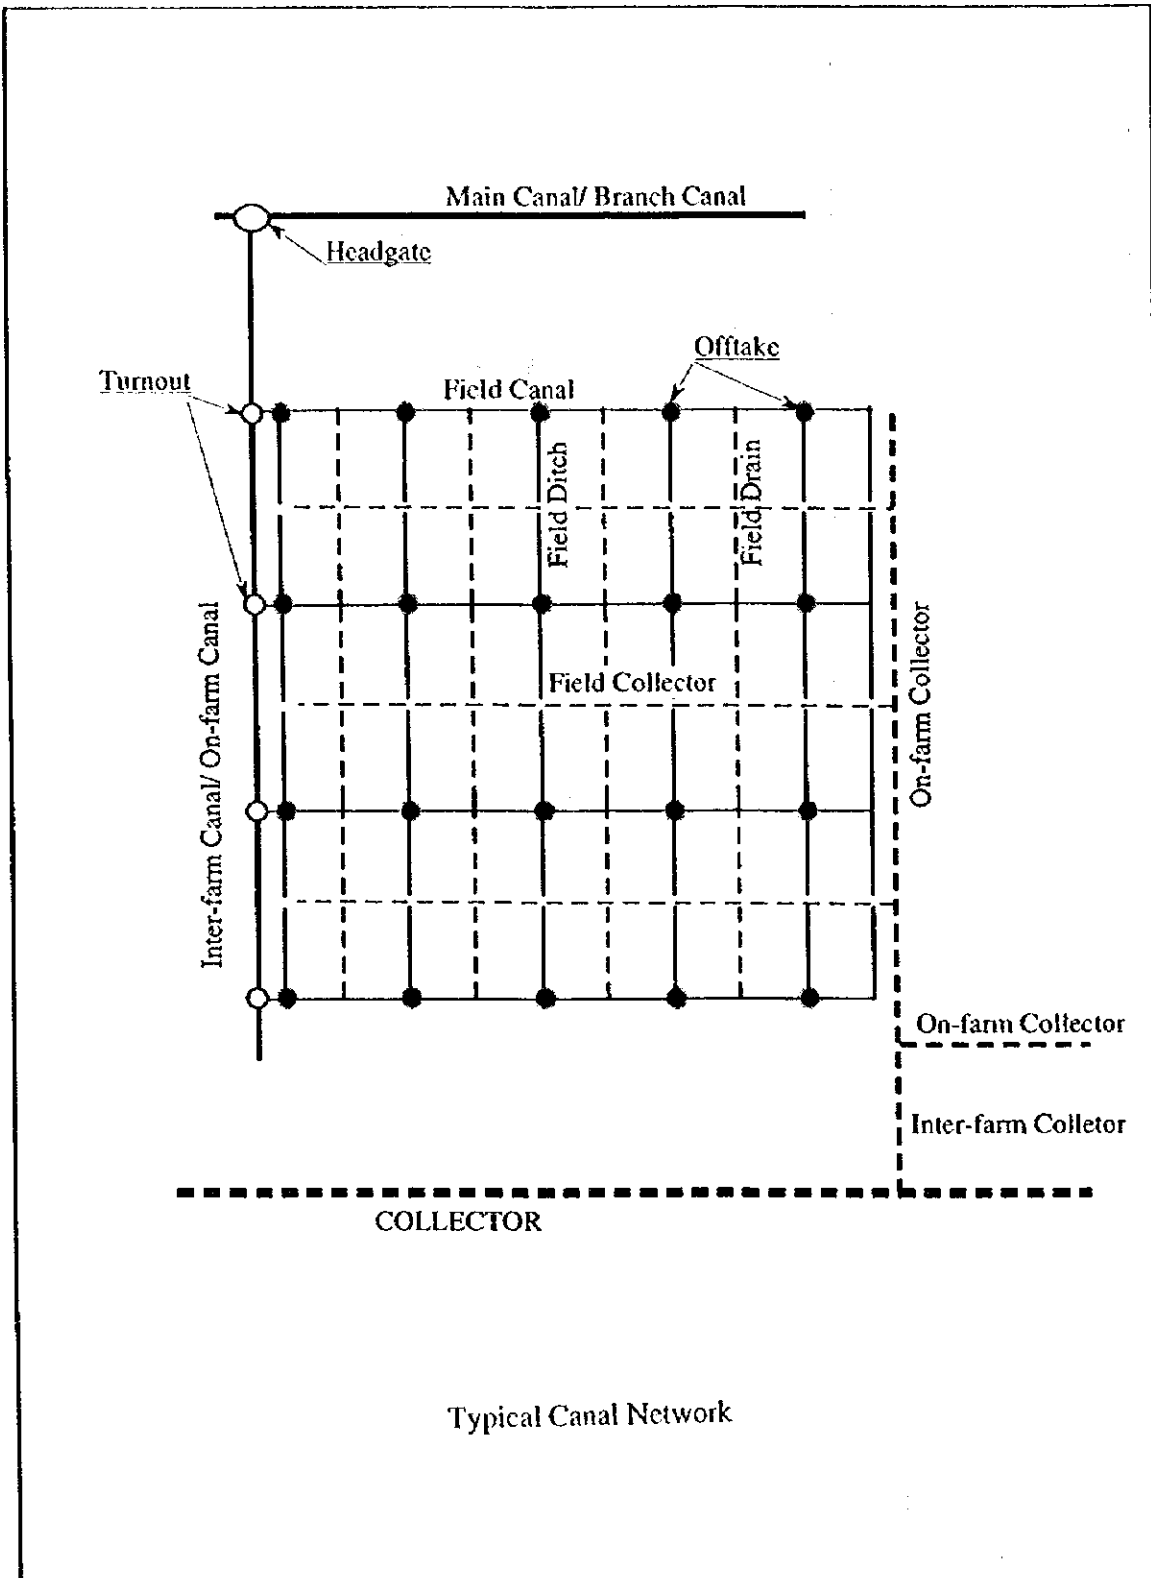 Main Canal/ Branch Canal
Headgate
Offtake
Turnout
Field Canal
Field Ditch
Field Drain
Field Collector
Inter-farm Canal/ On-farm Canal
On-farm Collector
On-farm Collector
Inter-farm Colletor
COLLECTOR
Typical Canal Network